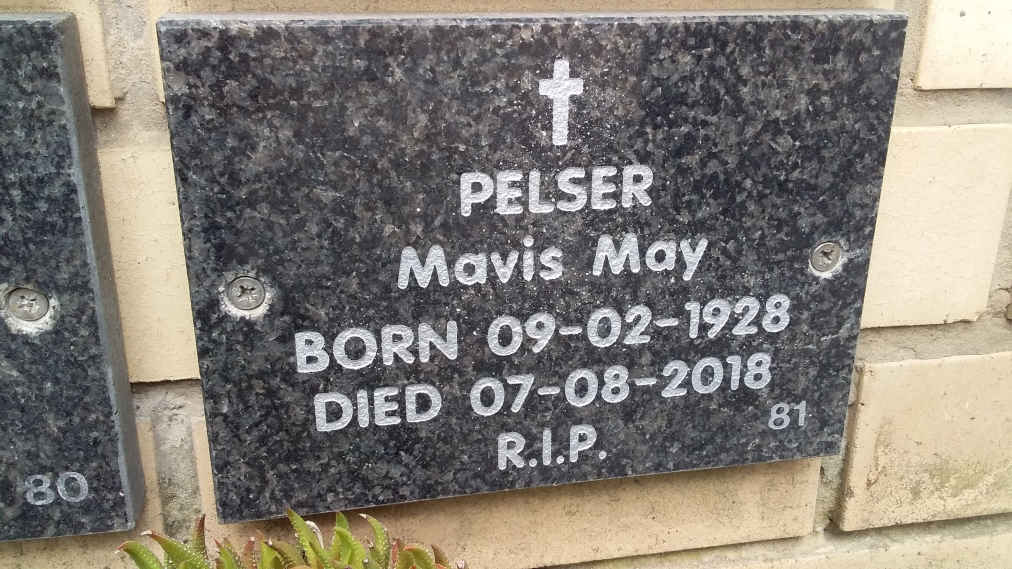 PELSER
Mavis May
BORN 09-02-1928
DIED 07-08-2018
R.I.P.
81
80